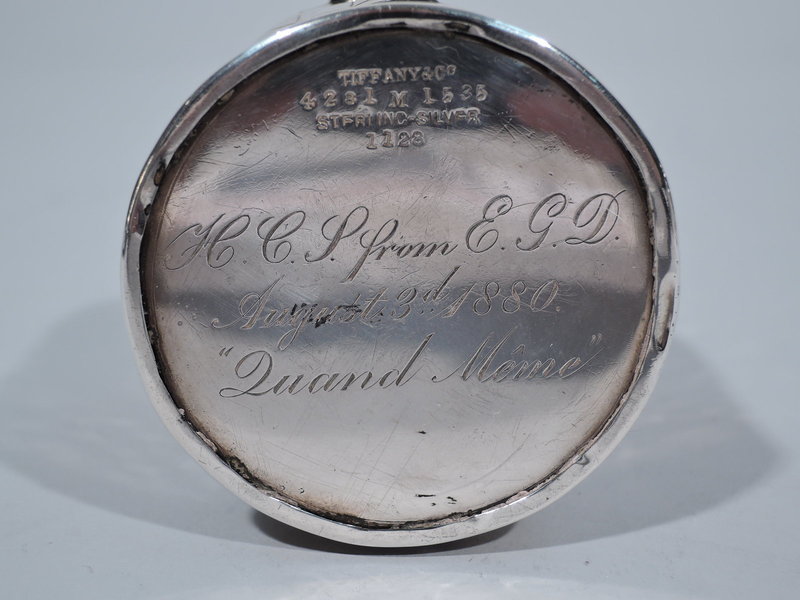 TIFFANY & Co
4281 M 1535
STERLING-SILVER
1128
H. C. S. from E. G. D.
August. 3d. 1880.
"Quand Même"